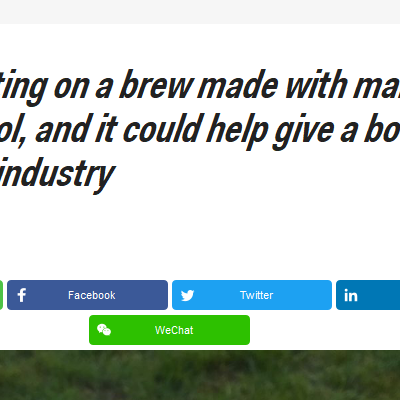 ting on a brew made with ma
ol, and it could help give a bo
industry
Facebook
Twitter
in
WeChat